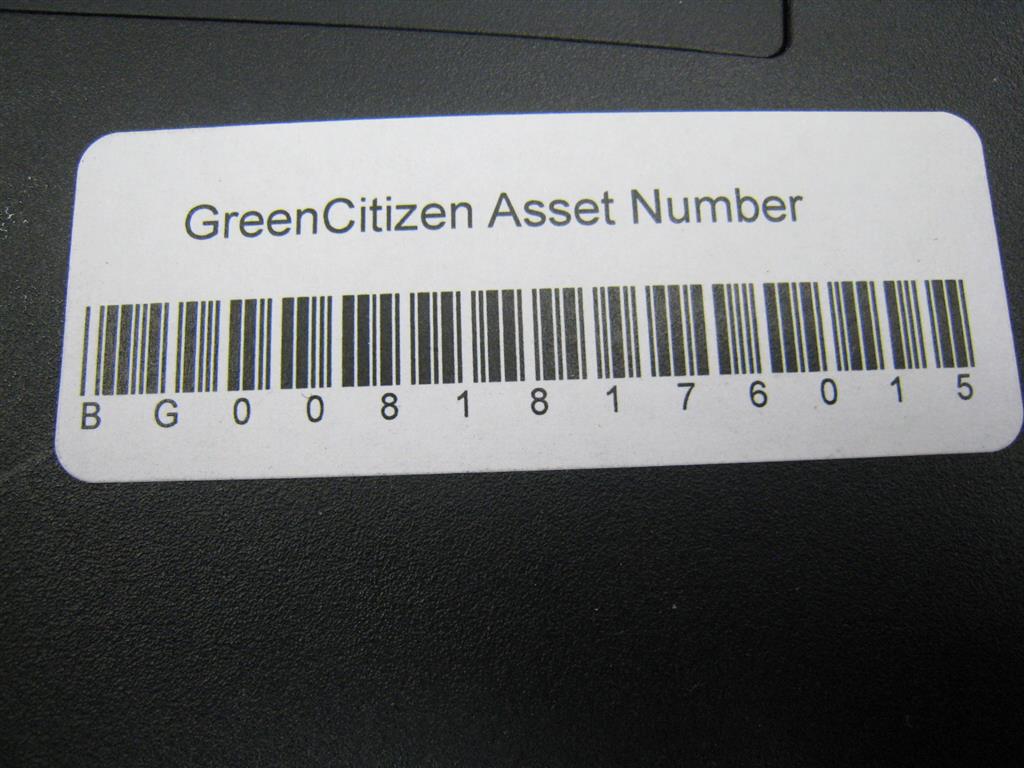 GreenCitizen Asset Number
B G 0 0 8 1 8 1 7 6 0 1 5